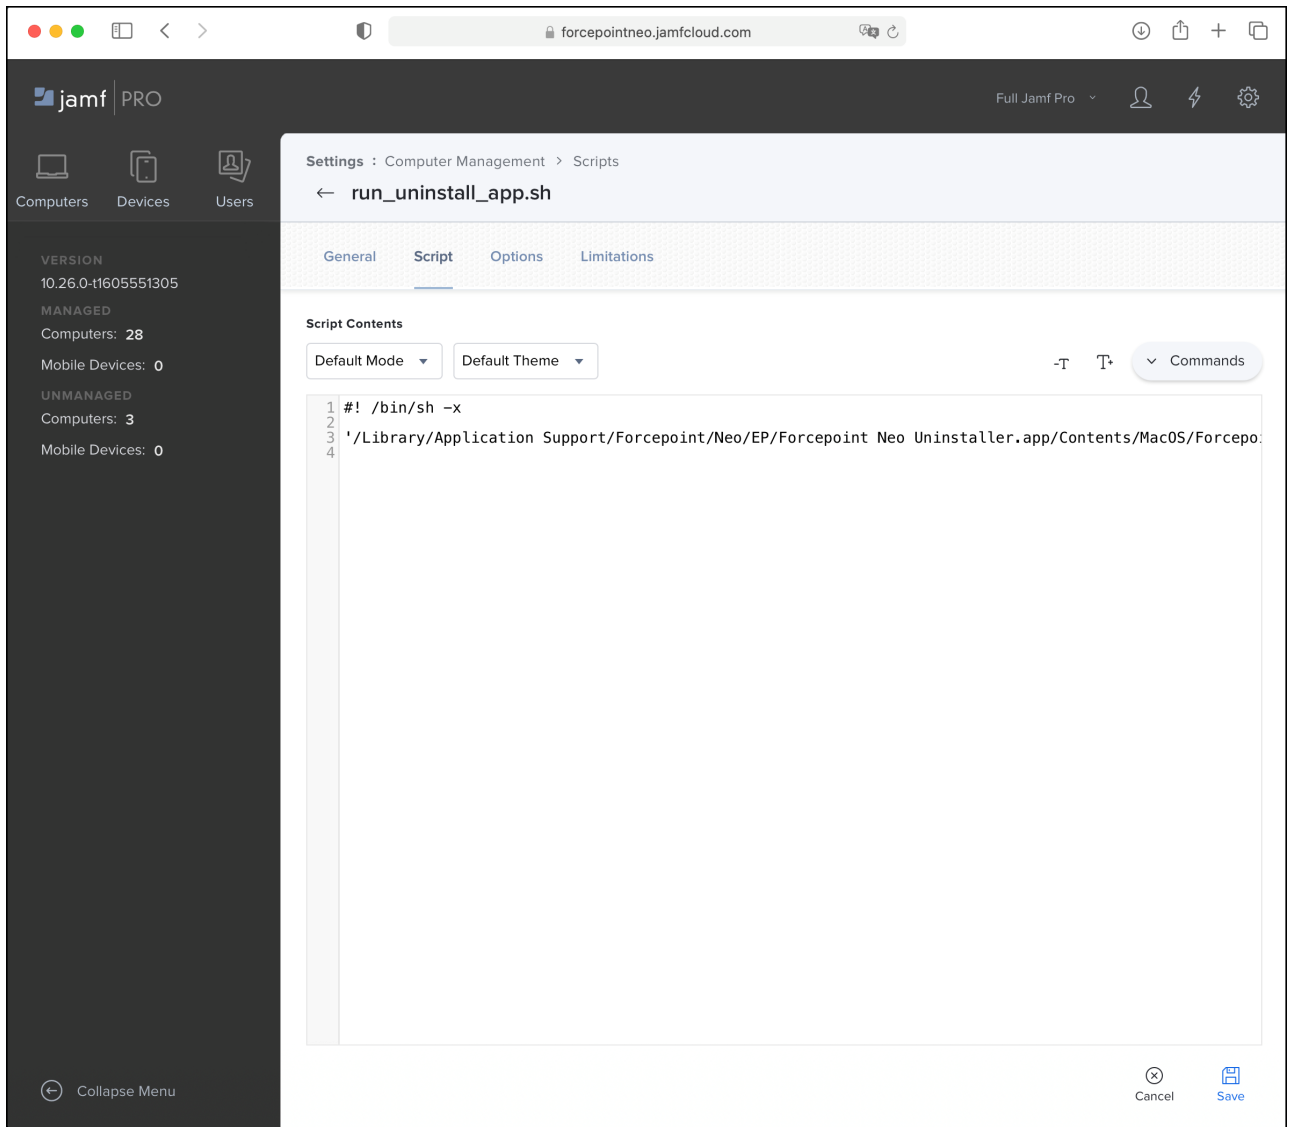 forcepointneo.jamfcloud.com
jamf PRO
Full Jamf Pro
Computers
Devices
Users
VERSION
10.26.0-t1605551305
MANAGED
Computers: 28
Mobile Devices: 0
UNMANAGED
Computers: 3
Mobile Devices: 0
Collapse Menu
Settings : Computer Management > Scripts
← run_uninstall_app.sh
General Script Options Limitations
Script Contents
Default Mode Default Theme -T T+ Commands
1 #! /bin/sh -x
2
3 '/Library/Application Support/Forcepoint/Neo/EP/Forcepoint Neo Uninstaller.app/Contents/MacOS/Forcepo
4
Cancel Save